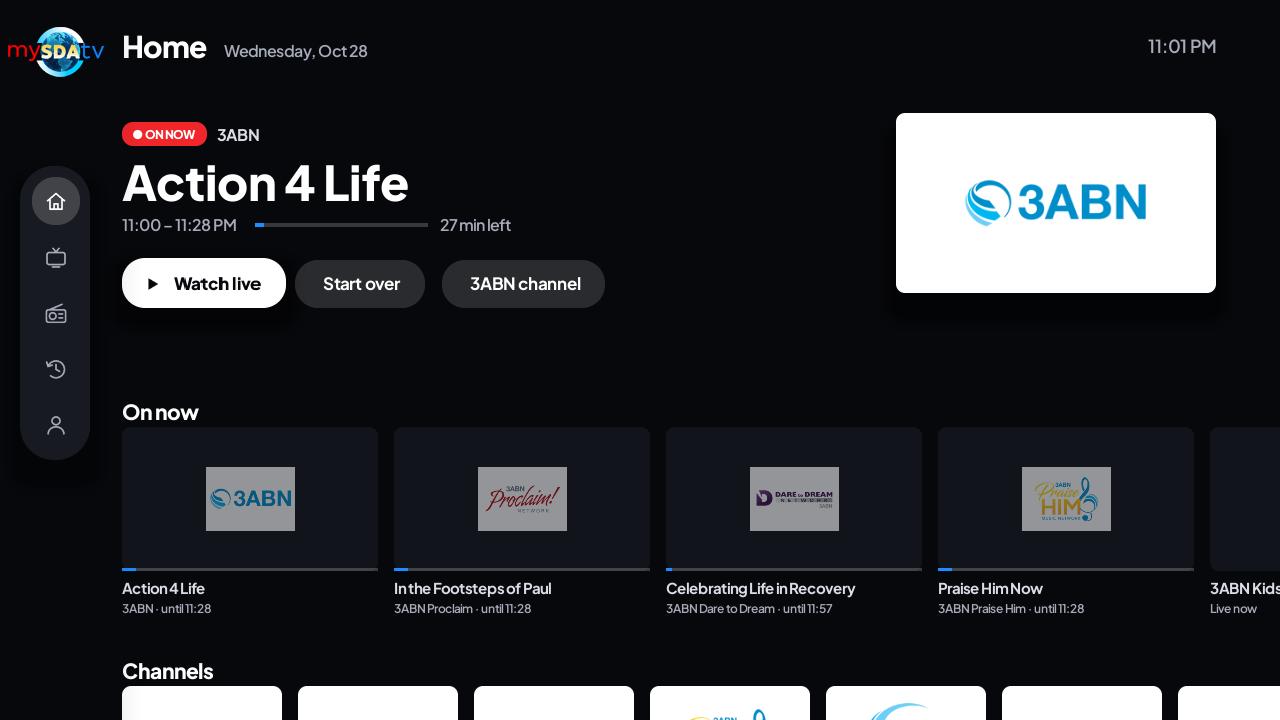 mySDAtv
Home
Wednesday, Oct 28
11:01 PM
ON NOW
3ABN
Action 4 Life
11:00 – 11:28 PM
27 min left
Watch live
Start over
3ABN channel
3ABN
On now
3ABN
3ABN
Proclaim!
NETWORK
DARE to DREAM
NETWORK
3ABN
3ABN
Praise
HIM
MUSIC NETWORK
Action 4 Life
In the Footsteps of Paul
Celebrating Life in Recovery
Praise Him Now
3ABN Kids
3ABN · until 11:28
3ABN Proclaim · until 11:28
3ABN Dare to Dream · until 11:57
3ABN Praise Him · until 11:28
Live now
Channels
3ABN